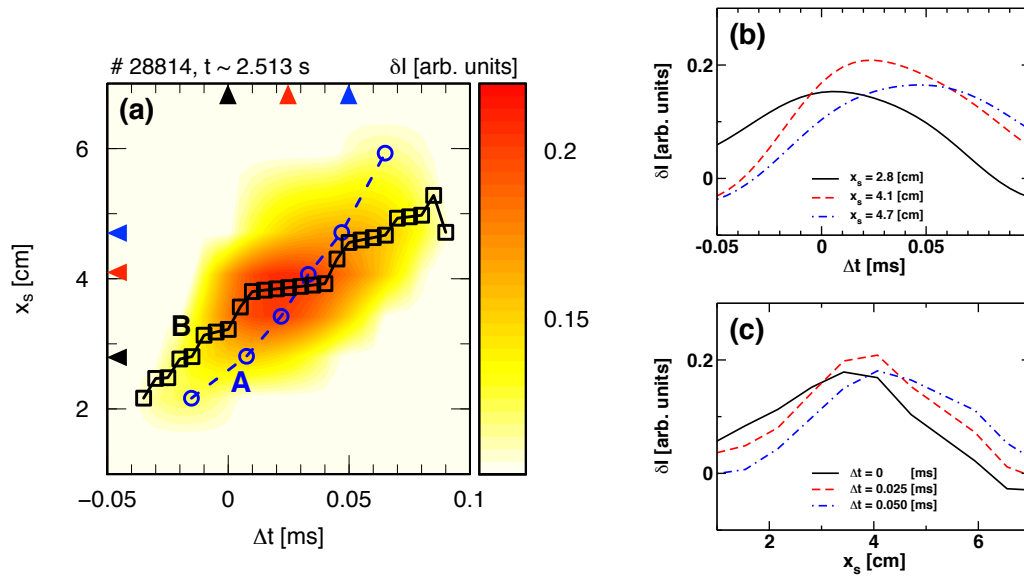 # 28814, t ~ 2.513 s
δI [arb. units]
(a)
6
4
2
x_s [cm]
B
A
−0.05
0
0.05
0.1
Δt [ms]
0.2
0.15
(b)
0.2
0
δI [arb. units]
x_s = 2.8 [cm]
x_s = 4.1 [cm]
x_s = 4.7 [cm]
-0.05
0
0.05
Δt [ms]
(c)
0.2
0
δI [arb. units]
Δt = 0 [ms]
Δt = 0.025 [ms]
Δt = 0.050 [ms]
2
4
6
x_s [cm]